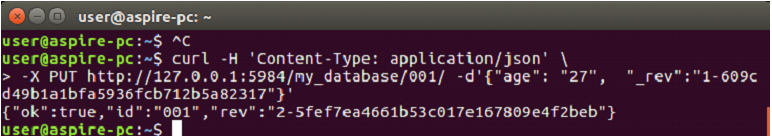 user@aspire-pc: ~
user@aspire-pc:~$ ^C
user@aspire-pc:~$ curl -H 'Content-Type: application/json' \
> -X PUT http://127.0.0.1:5984/my_database/001/ -d'{"age": "27",  "_rev":"1-609c
d49b1a1bfa5936fcb712b5a82317"}'
{"ok":true,"id":"001","rev":"2-5fef7ea4661b53c017e167809e4f2beb"}
user@aspire-pc:~$